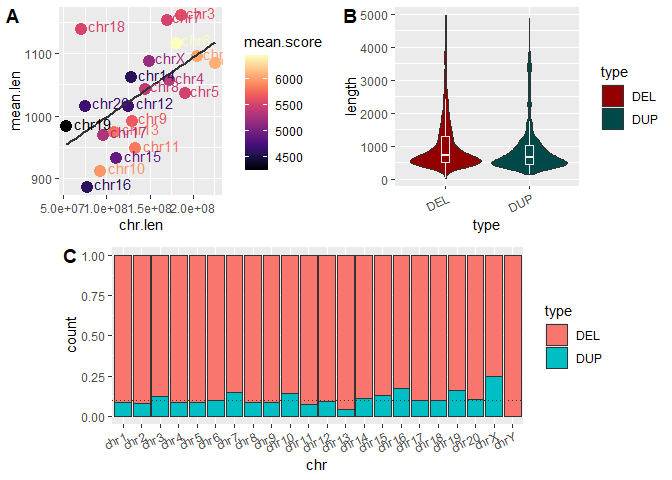 A
mean.len
1100
1000
900
chr18
chr3
chr7
chrX
chr14
chr8
chr4
chr5
chr20
chr12
chr19
chr9
chr17
chr13
chr11
chr15
chr10
chr16
5.0e+07
1.0e+08
1.5e+08
2.0e+08
chr.len
mean.score
6000
5500
5000
4500
B
length
5000
4000
3000
2000
1000
0
DEL
DUP
type
type
DEL
DUP
C
count
1.00
0.75
0.50
0.25
0.00
chr1
chr2
chr3
chr4
chr5
chr6
chr7
chr8
chr9
chr10
chr11
chr12
chr13
chr14
chr15
chr16
chr17
chr18
chr19
chr20
chrX
chrY
chr
type
DEL
DUP